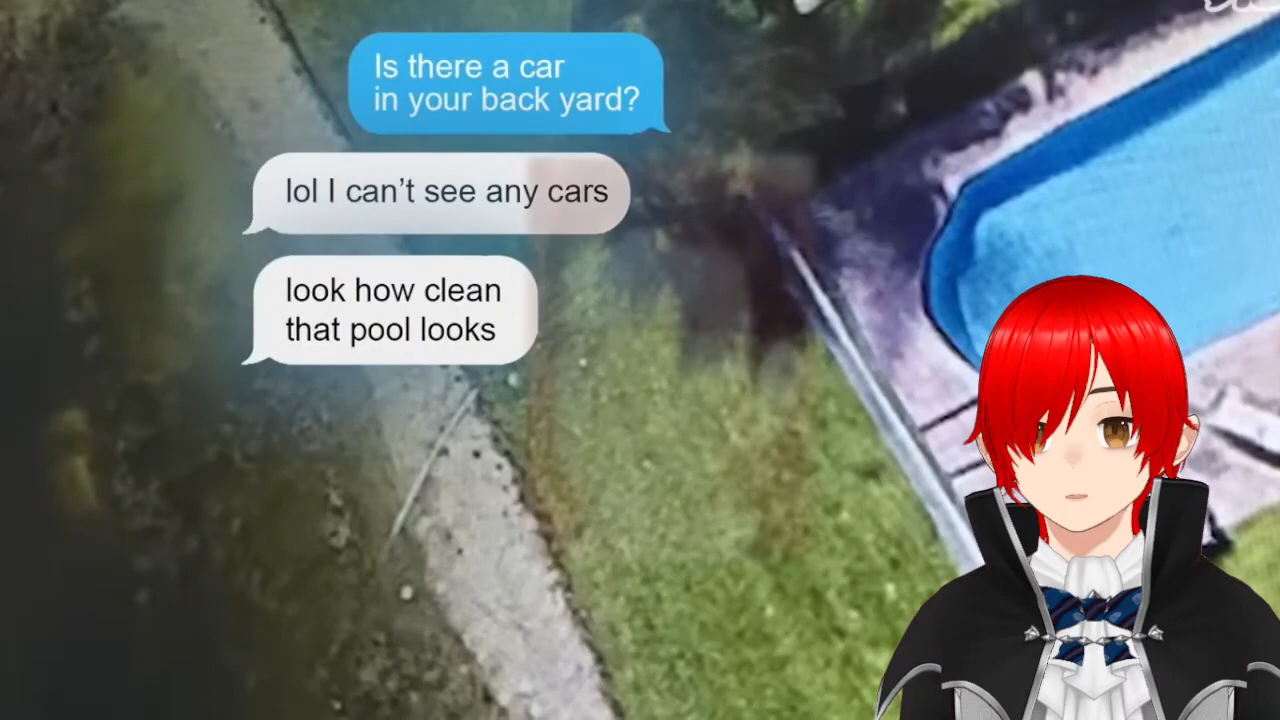 Is there a car
in your back yard?
lol I can't see any cars
look how clean
that pool looks